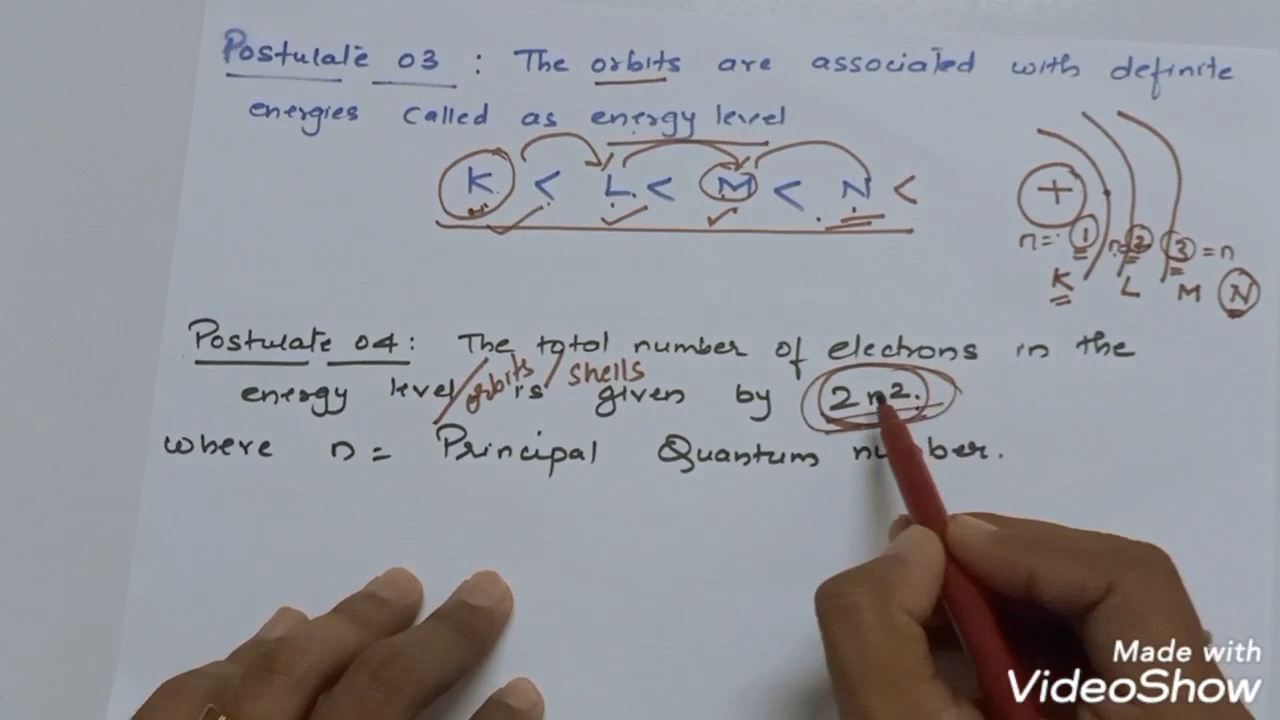 Postulate 03 : The orbits are associated with definite
energies called as energy level
K < L < M < N <
+
n = 1 n 2 3 = n
K L M N
Postulate 04 : The total number of electrons in the
energy level / orbits / shells is given by 2n².
where n = Principal Quantum number.
Made with
VideoShow